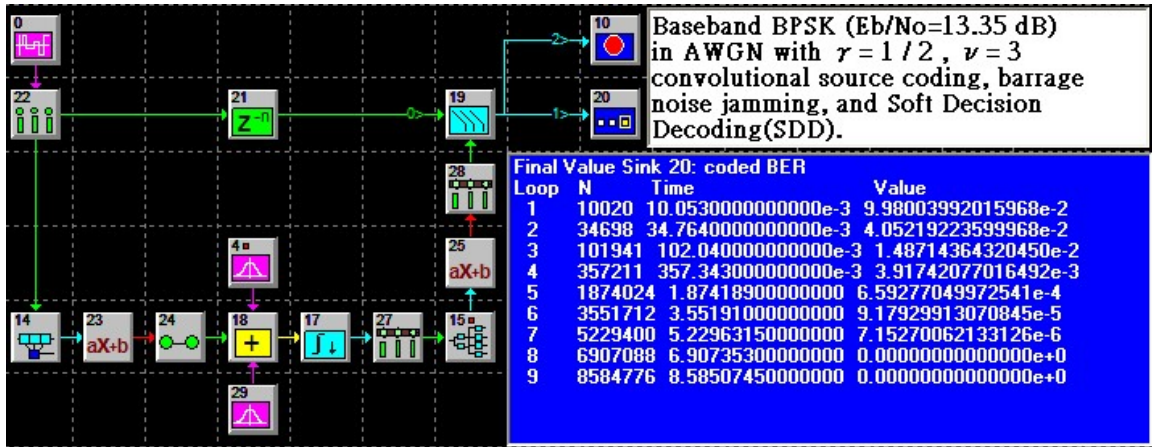 0
22
21
Z⁻ⁿ
0
19
2
1
10
20
Baseband BPSK (Eb/No=13.35 dB)
in AWGN with r = 1 / 2 , ν = 3
convolutional source coding, barrage
noise jamming, and Soft Decision
Decoding(SDD).
28
25
aX+b
4
14
23
aX+b
24
18
+
17
27
15
29
Final Value Sink 20: coded BER
Loop N Time Value
1 10020 10.0530000000000e-3 9.98003992015968e-2
2 34698 34.7640000000000e-3 4.05219223599968e-2
3 101941 102.040000000000e-3 1.48714364320450e-2
4 357211 357.343000000000e-3 3.91742077016492e-3
5 1874024 1.87418900000000 6.59277049972541e-4
6 3551712 3.55191000000000 9.17929913070845e-5
7 5229400 5.22963150000000 7.15270062133126e-6
8 6907088 6.90735300000000 0.00000000000000e+0
9 8584776 8.58507450000000 0.00000000000000e+0